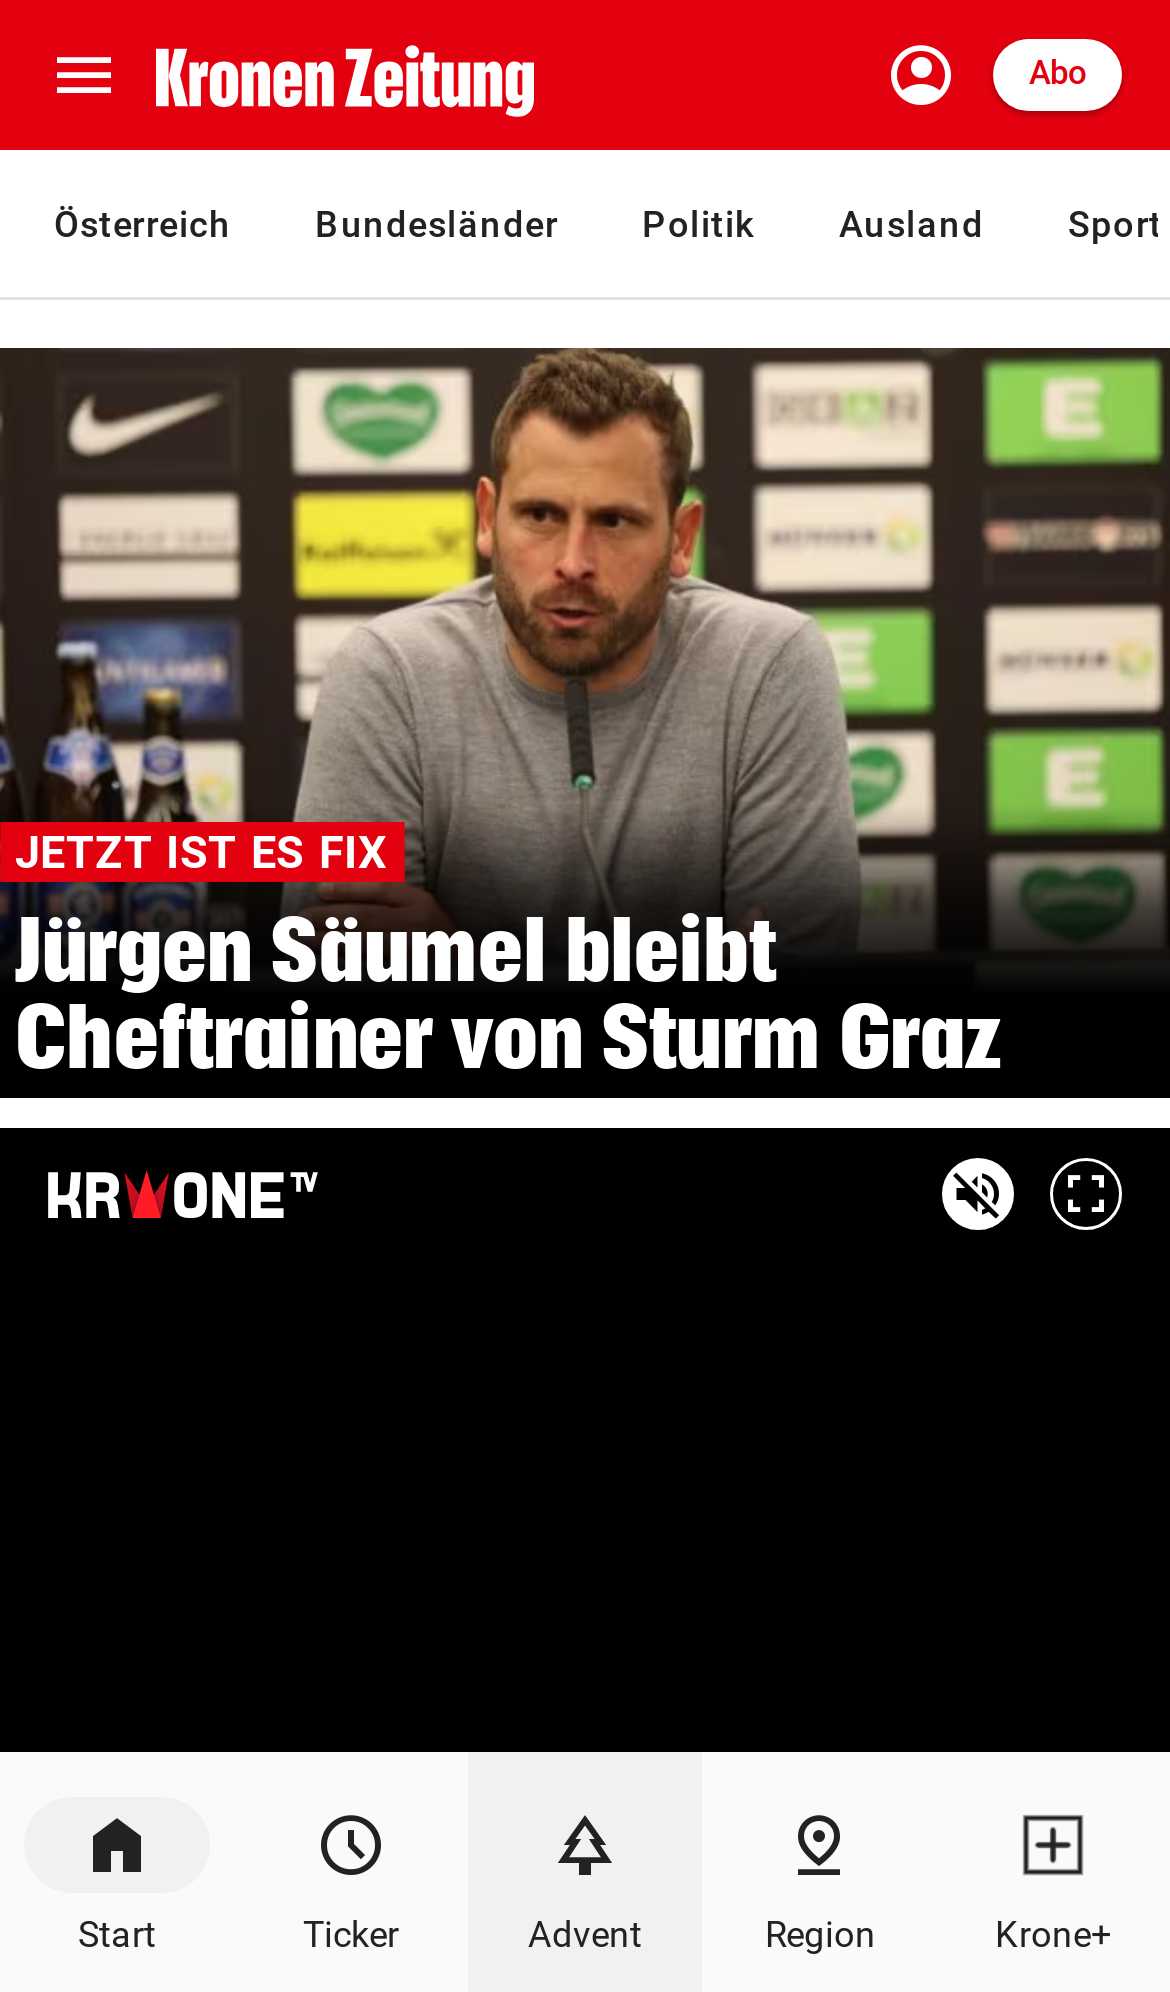 Kronen Zeitung
Abo
Österreich
Bundesländer
Politik
Ausland
Sport
Raiffeisen
JETZT IST ES FIX
Jürgen Säumel bleibt
Cheftrainer von Sturm Graz
KRONE TV
Start
Ticker
Advent
Region
Krone+